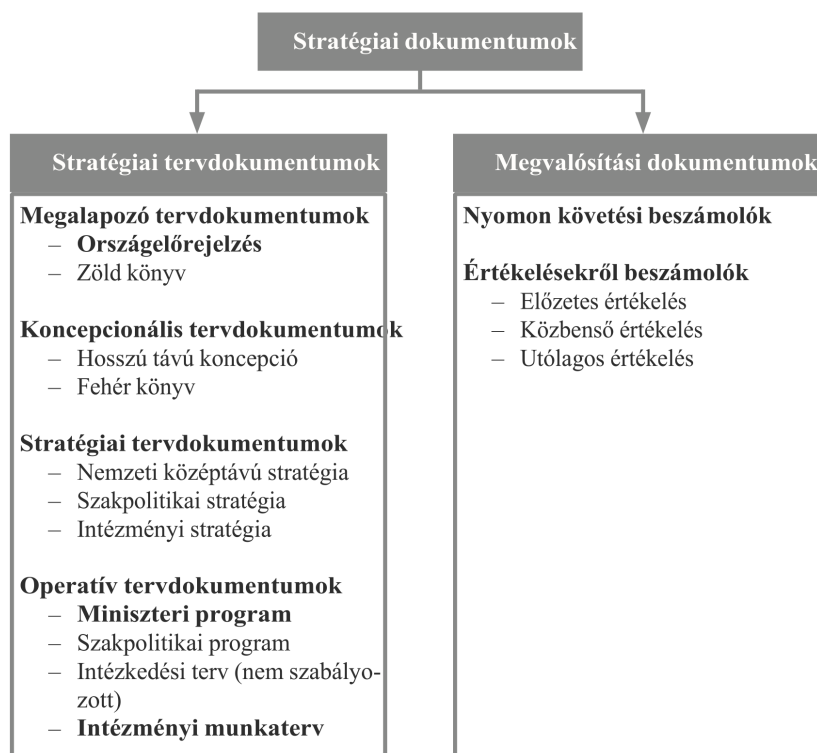 Stratégiai dokumentumok
Stratégiai tervdokumentumok
Megalapozó tervdokumentumok
– Országelőrejelzés
– Zöld könyv
Koncepcionális tervdokumentumok
– Hosszú távú koncepció
– Fehér könyv
Stratégiai tervdokumentumok
– Nemzeti középtávú stratégia
– Szakpolitikai stratégia
– Intézményi stratégia
Operatív tervdokumentumok
– Miniszteri program
– Szakpolitikai program
– Intézkedési terv (nem szabályo-
zott)
– Intézményi munkaterv
Megvalósítási dokumentumok
Nyomon követési beszámolók
Értékelésekről beszámolók
– Előzetes értékelés
– Közbenső értékelés
– Utólagos értékelés